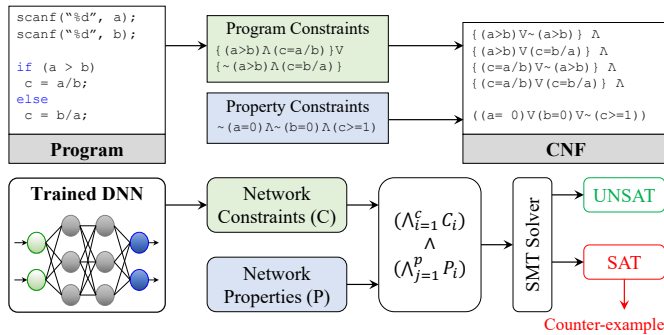 scanf("%d", a);
scanf("%d", b);
if (a > b)
c = a/b;
else
c = b/a;
Program
Program Constraints
{(a>b)Λ(c=a/b)}V
{~(a>b)Λ(c=b/a)}
Property Constraints
~(a=0)Λ~(b=0)Λ(c>=1)
{(a>b)V~(a>b)} Λ
{(a>b)V(c=b/a)} Λ
{(c=a/b)V~(a>b)} Λ
{(c=a/b)V(c=b/a)} Λ
((a= 0)V(b=0)V~(c>=1))
CNF
Trained DNN
Network
Constraints (C)
Network
Properties (P)
(⋀ᶜᵢ₌₁ Cᵢ)
∧
(⋀ᵖⱼ₌₁ Pᵢ)
SMT Solver
UNSAT
SAT
Counter-example